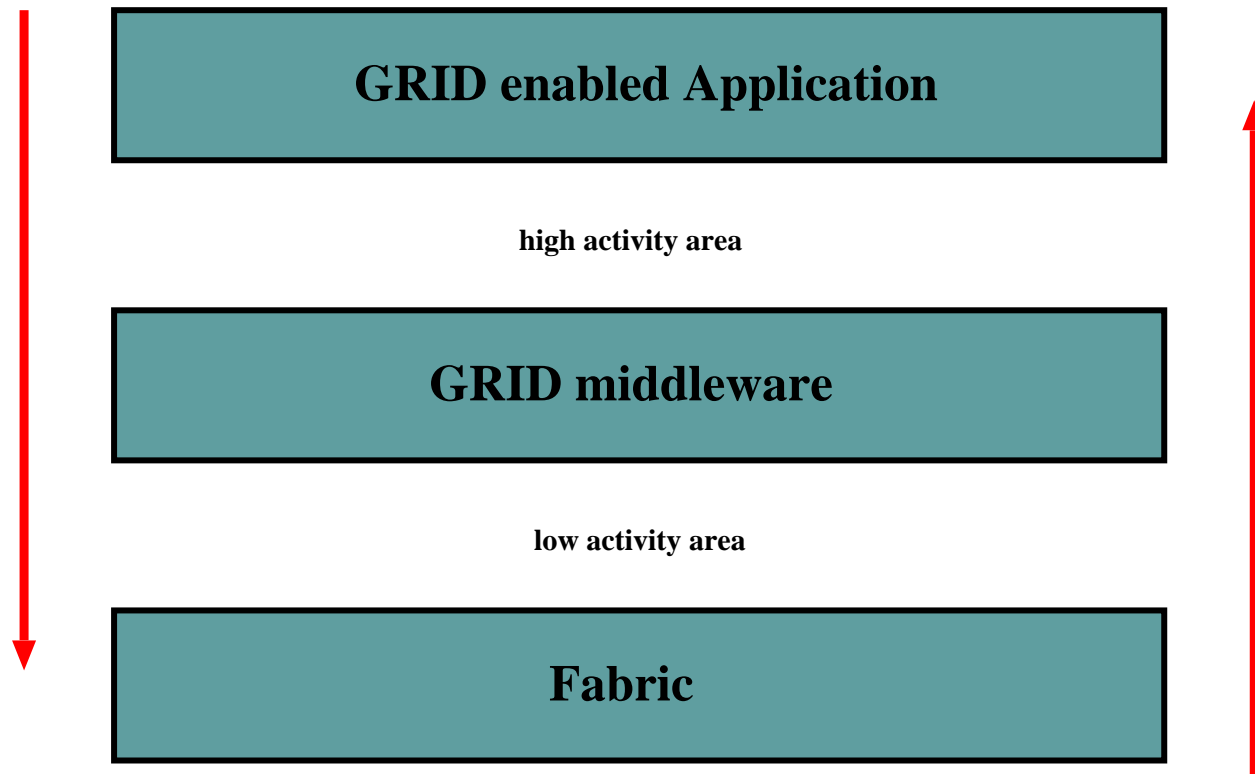 GRID enabled Application
high activity area
GRID middleware
low activity area
Fabric